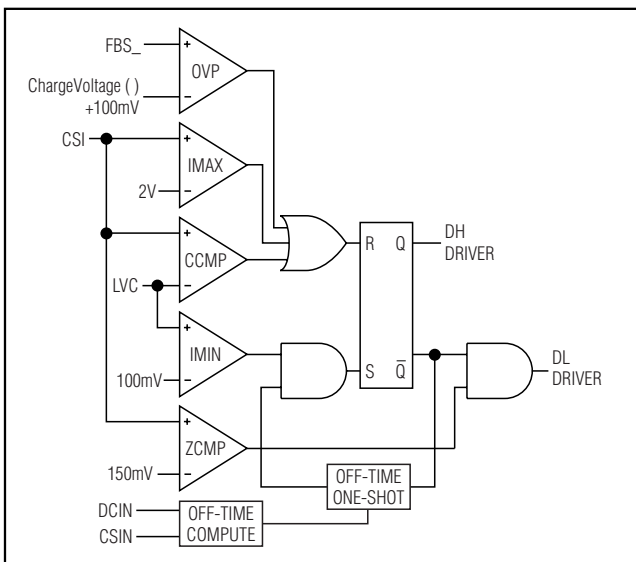 FBS_
+
OVP
ChargeVoltage ( )
+100mV
−
CSI
+
IMAX
2V
−
+
CCMP
LVC
−
R
Q
DH
DRIVER
+
IMIN
100mV
−
S
Q̅
DL
DRIVER
+
ZCMP
150mV
−
OFF-TIME
ONE-SHOT
DCIN
CSIN
OFF-TIME
COMPUTE